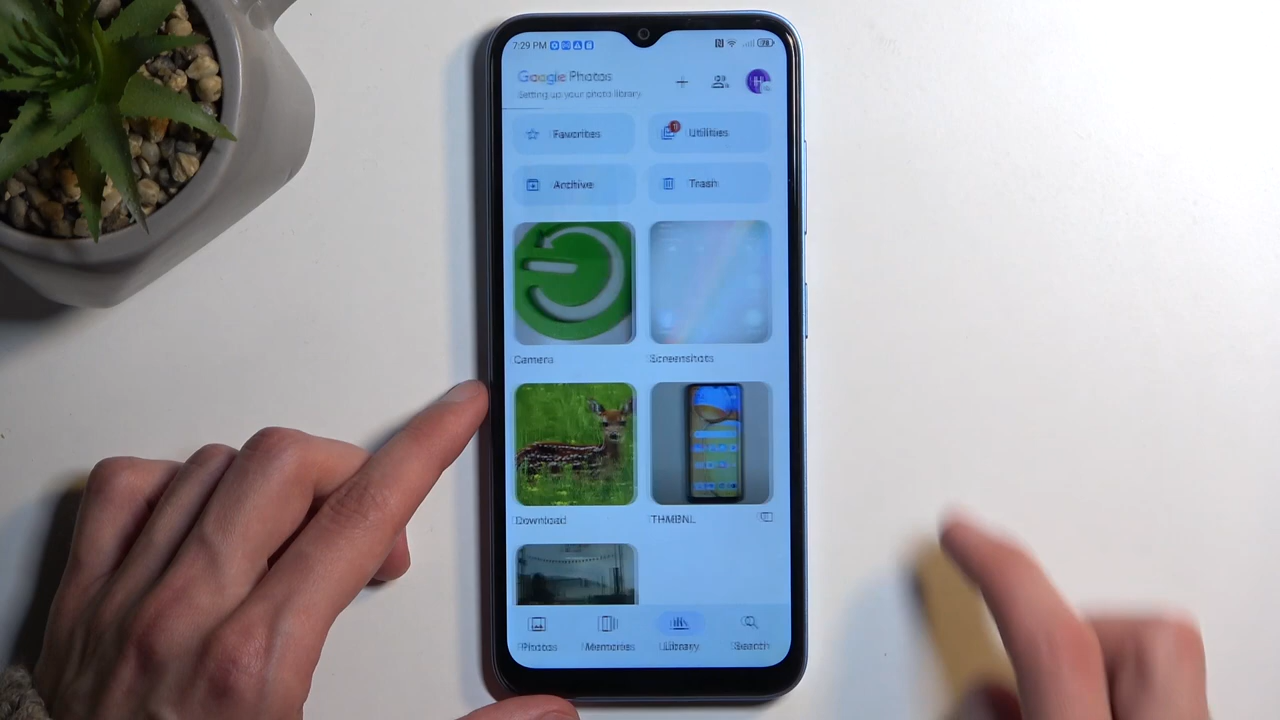 7:29 PM 78
Google Photos
Setting up your photo library
H
Favorites
Utilities
Archive
Trash
Camera
Screenshots
Download
THMBNL
Photos
Memories
Library
Search